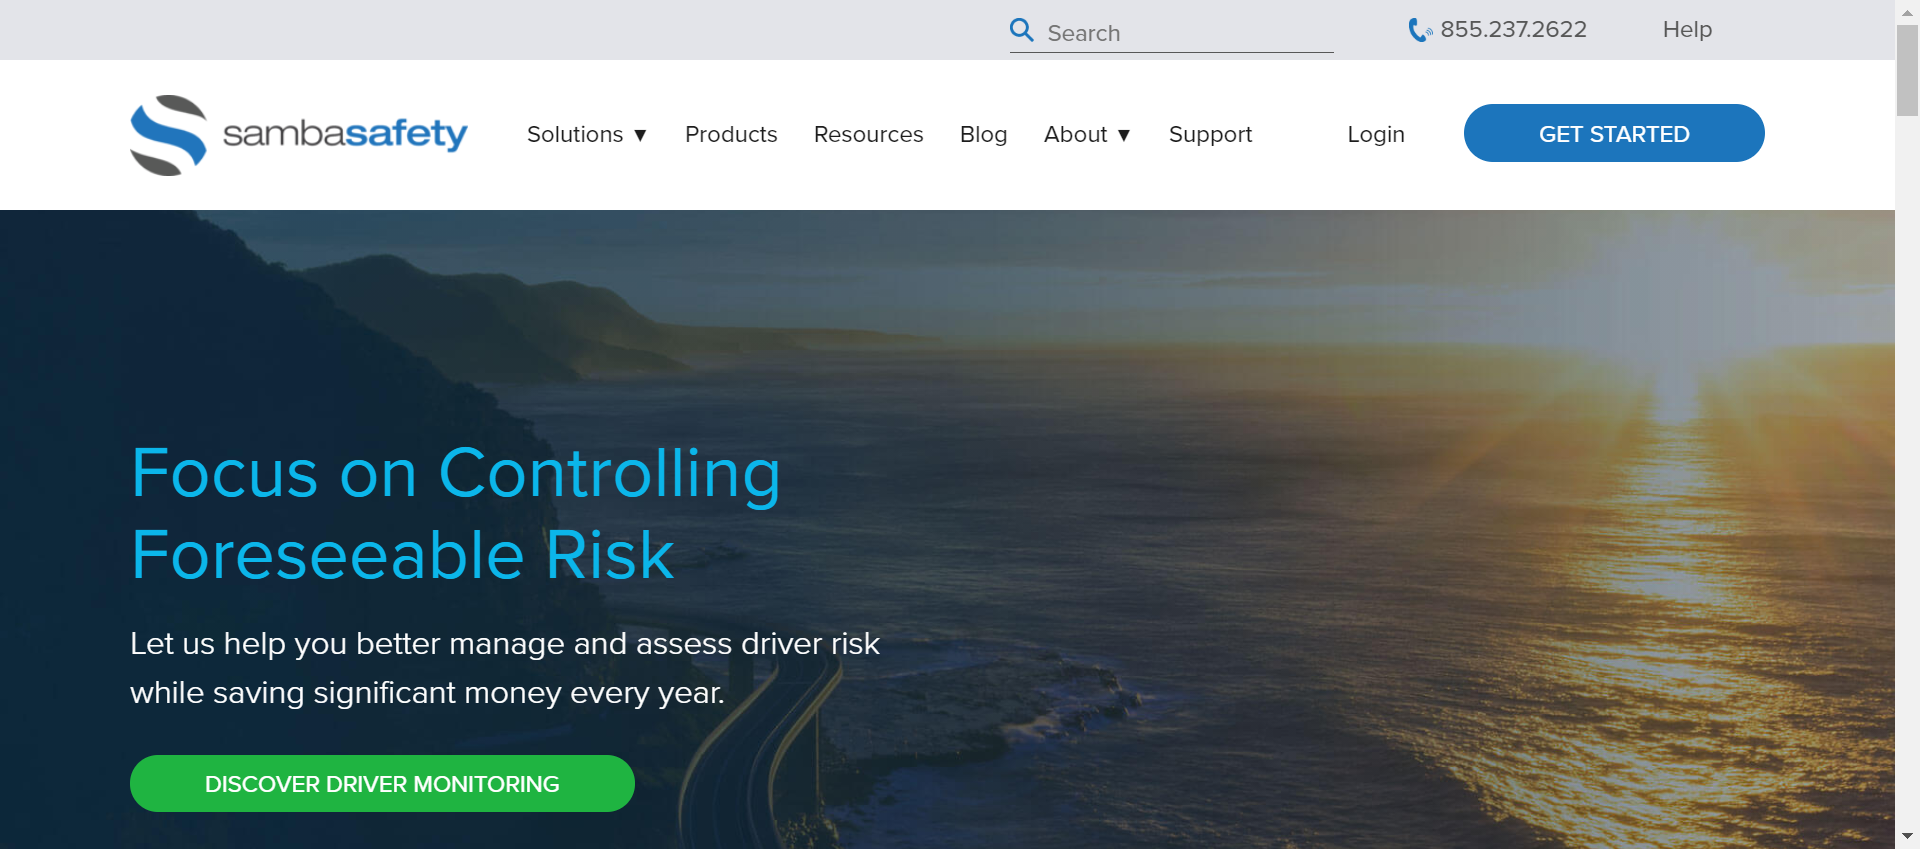 Search
855.237.2622
Help
sambasafety
Solutions ▼
Products
Resources
Blog
About ▼
Support
Login
GET STARTED
Focus on Controlling
Foreseeable Risk
Let us help you better manage and assess driver risk
while saving significant money every year.
DISCOVER DRIVER MONITORING